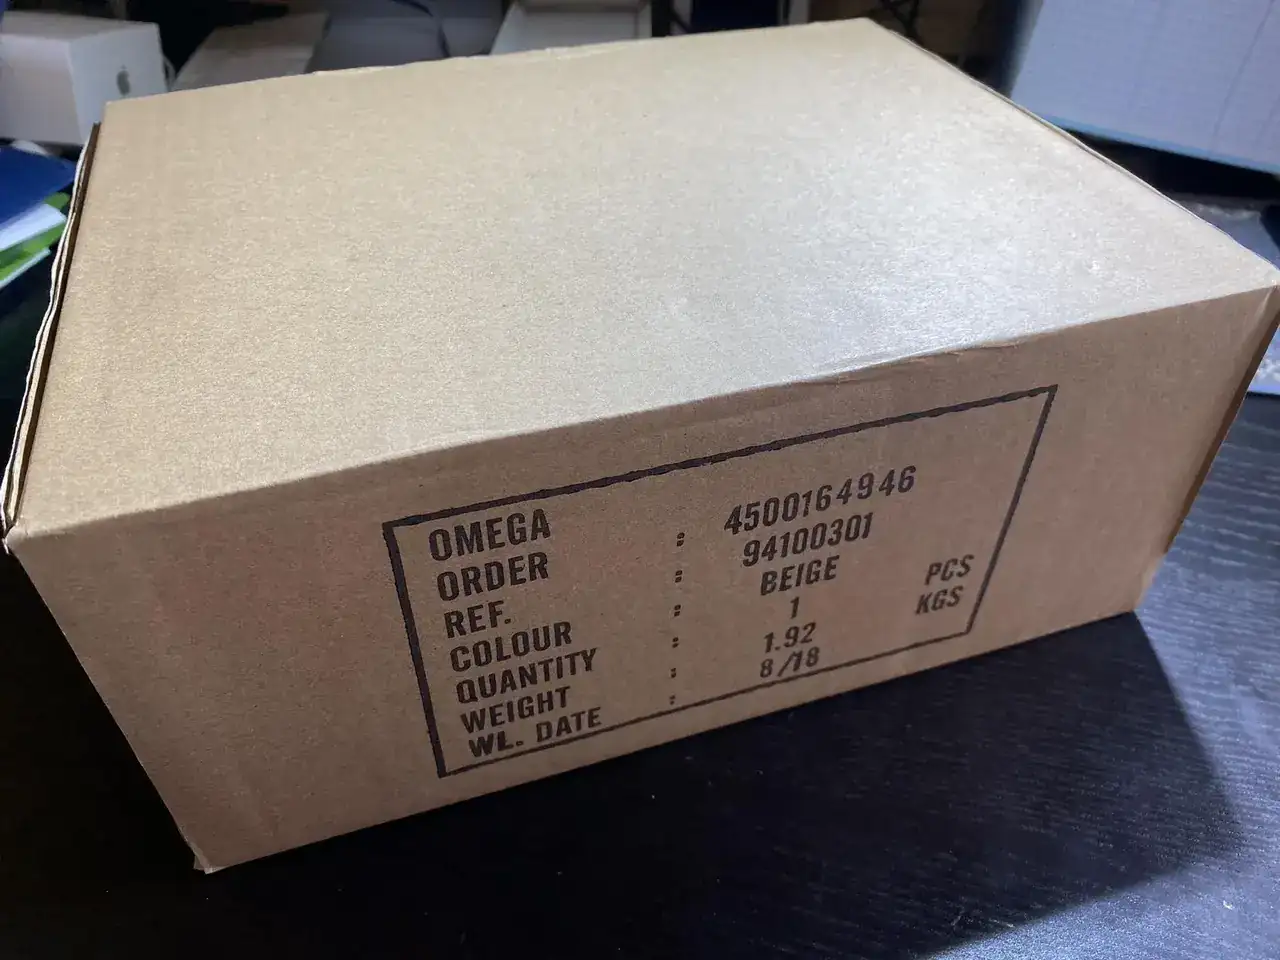 OMEGA
ORDER : 4500164946
REF. : 94100301
COLOUR : BEIGE
QUANTITY : 1 PCS
WEIGHT : 1.92 KGS
WL. DATE : 8/18